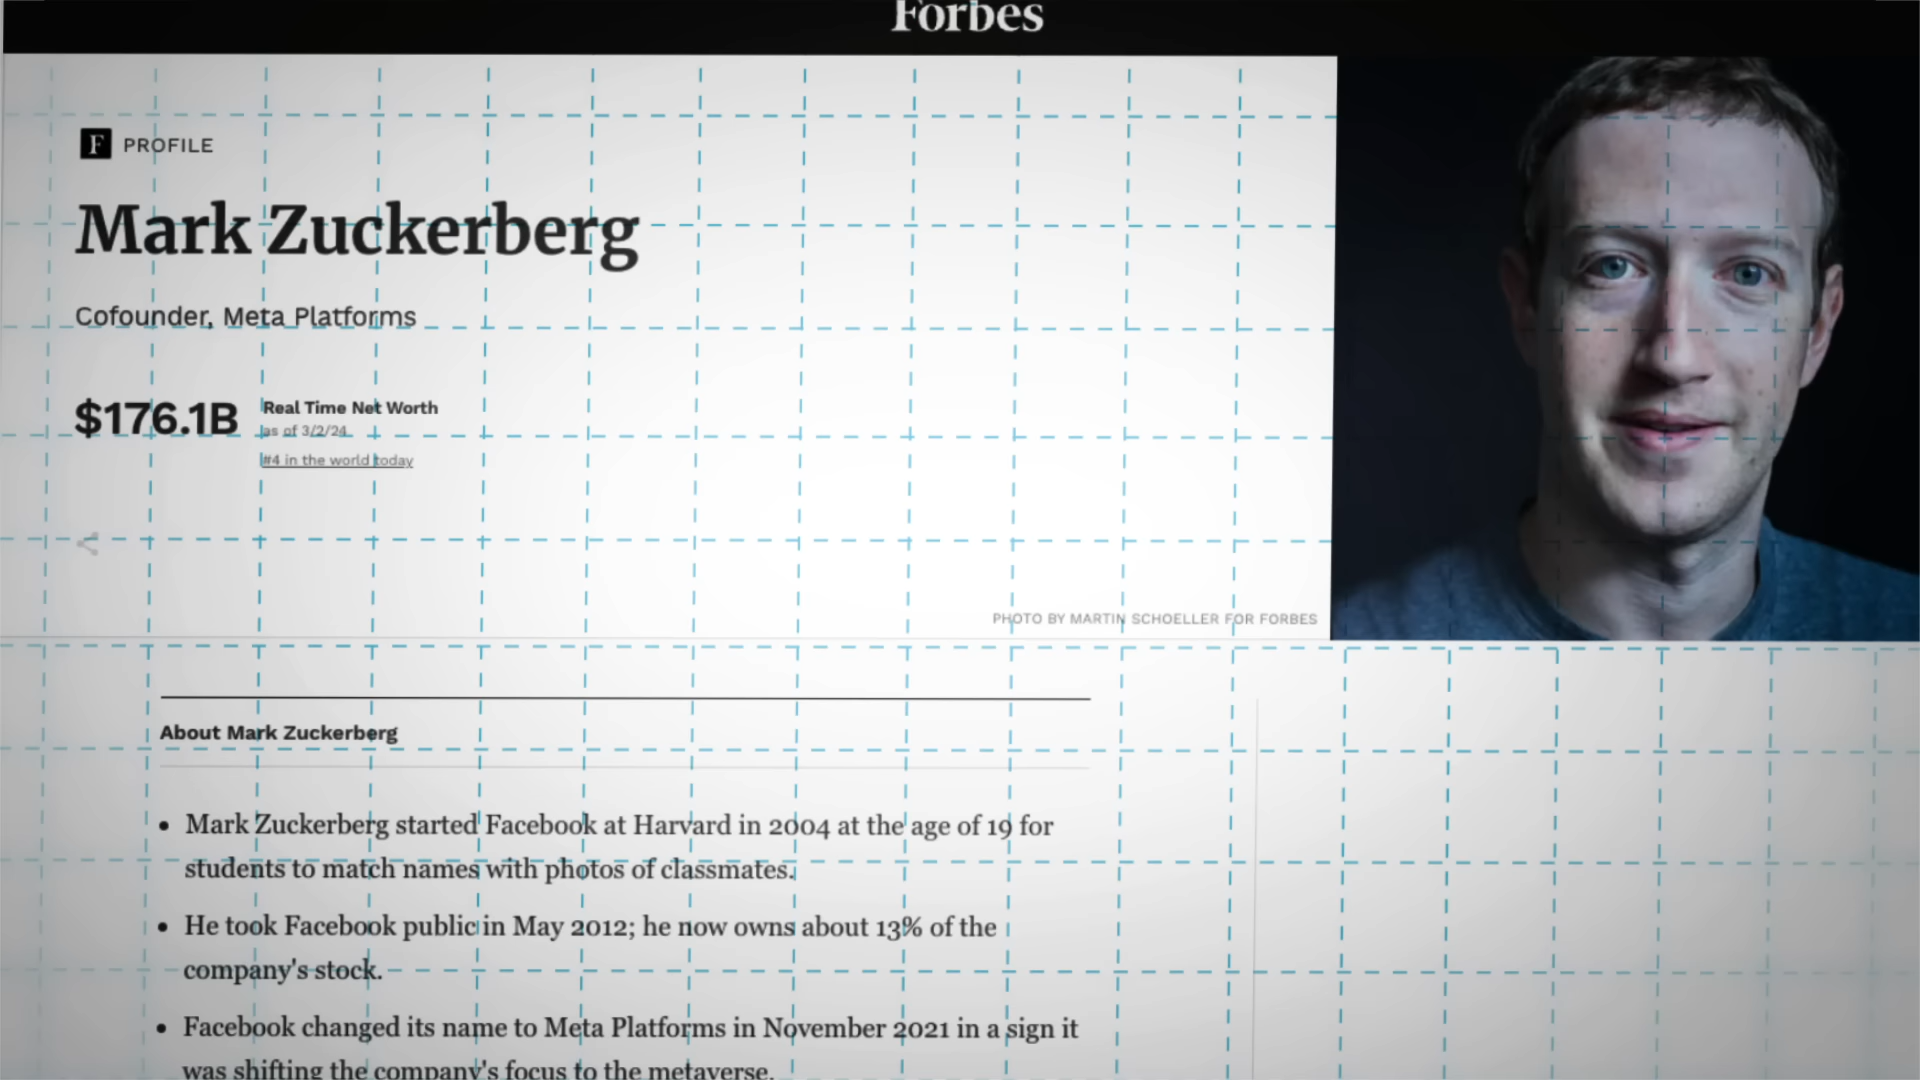 Forbes
F PROFILE
Mark Zuckerberg
Cofounder, Meta Platforms
$176.1B
Real Time Net Worth
as of 3/2/24
#4 in the world today
PHOTO BY MARTIN SCHOELLER FOR FORBES
About Mark Zuckerberg
• Mark Zuckerberg started Facebook at Harvard in 2004 at the age of 19 for
students to match names with photos of classmates.
• He took Facebook public in May 2012; he now owns about 13% of the
company's stock.
• Facebook changed its name to Meta Platforms in November 2021 in a sign it
was shifting the company's focus to the metaverse.